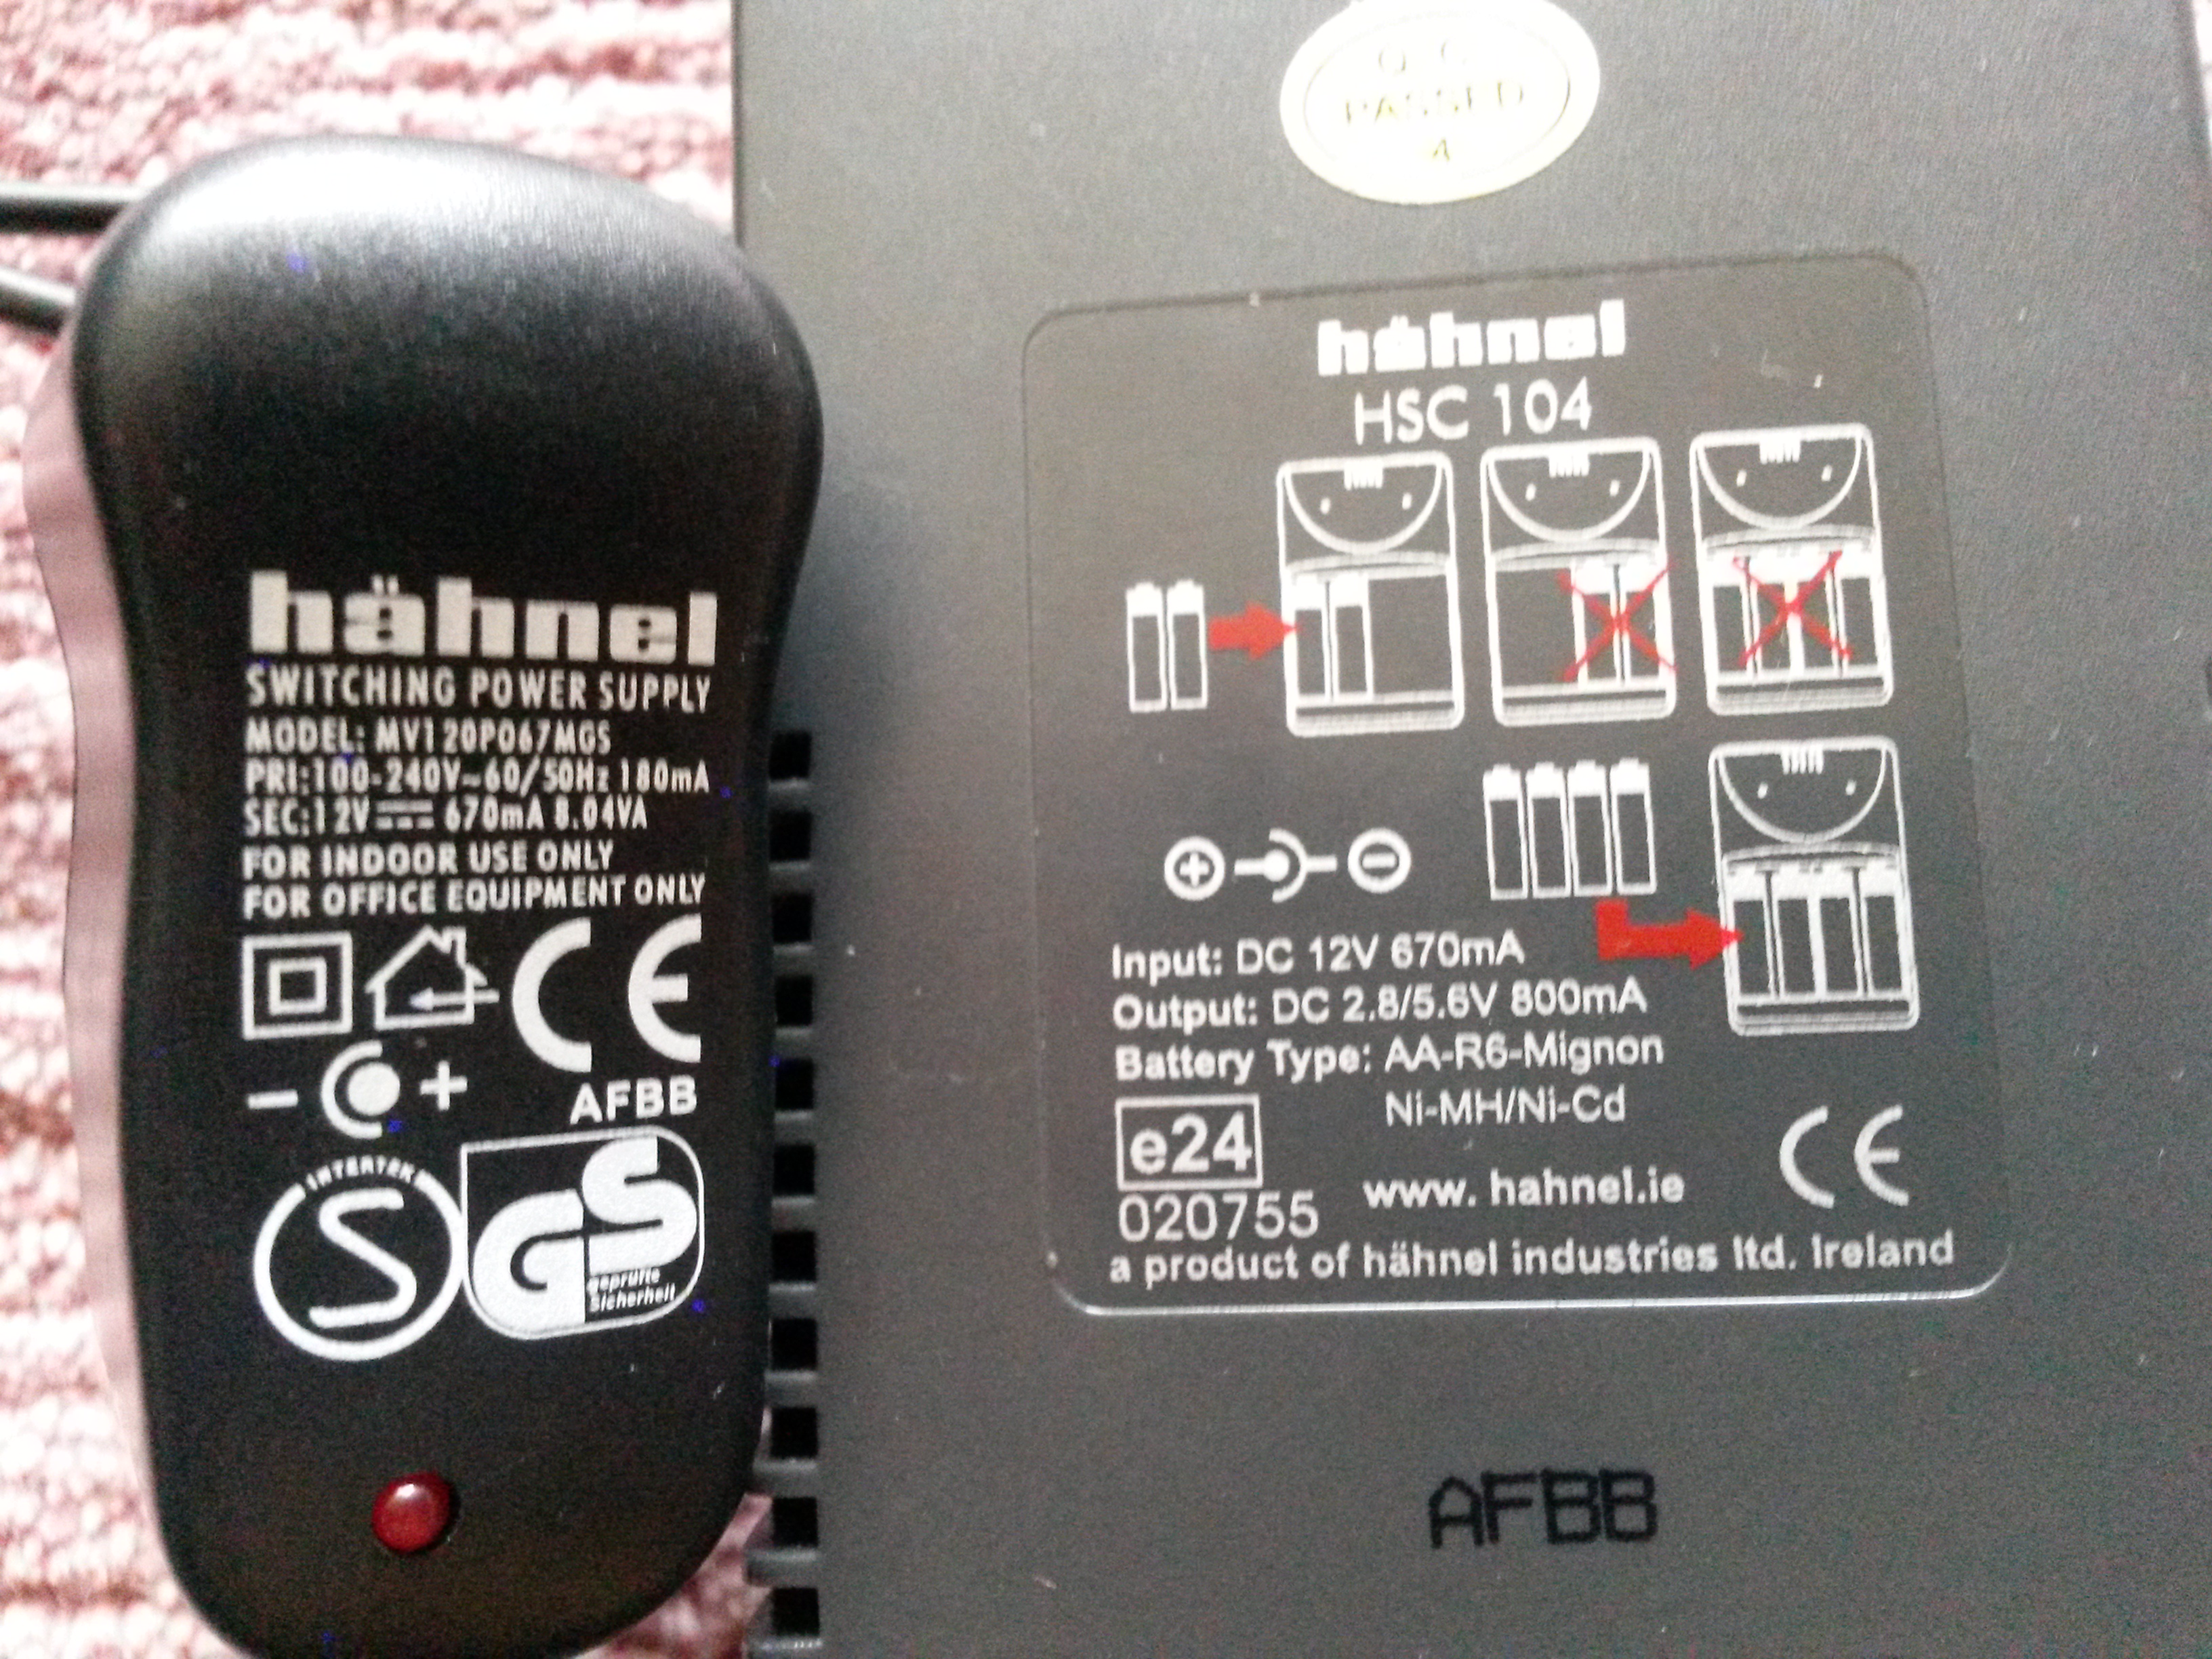 hähnel
SWITCHING POWER SUPPLY
MODEL: MV120P067MGS
PRI:100-240V~60/50Hz 180mA
SEC:12V⎓670mA 8.04VA
FOR INDOOR USE ONLY
FOR OFFICE EQUIPMENT ONLY
CE
- +
AFBB
INTERTEK
S
GS
geprüfte
Sicherheit
Q C
PASSED
4
hähnel
HSC 104
+ -
Input: DC 12V 670mA
Output: DC 2.8/5.6V 800mA
Battery Type: AA-R6-Mignon
Ni-MH/Ni-Cd
e24
020755
www. hahnel.ie
CE
a product of hähnel industries ltd. Ireland
AFBB